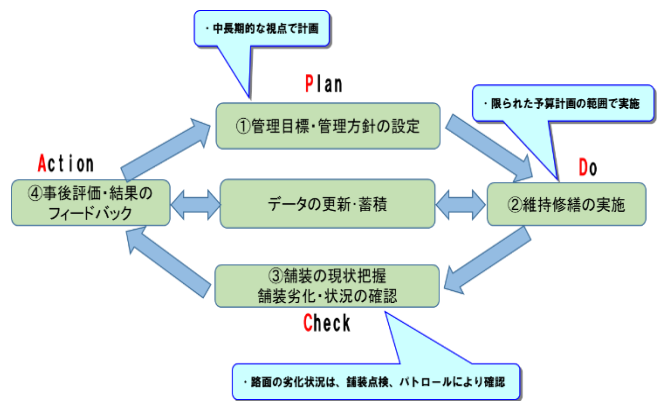 ・中長期的な視点で計画
Plan
・限られた予算計画の範囲で実施
①管理目標・管理方針の設定
Action
Do
④事後評価・結果の
フィードバック
データの更新・蓄積
②維持修繕の実施
③舗装の現状把握
舗装劣化・状況の確認
Check
・路面の劣化状況は、舗装点検、パトロールにより確認